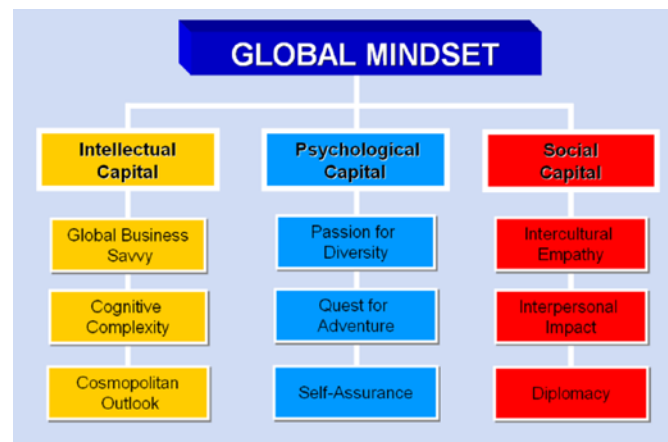 GLOBAL MINDSET
Intellectual
Capital
Global Business
Savvy
Cognitive
Complexity
Cosmopolitan
Outlook
Psychological
Capital
Passion for
Diversity
Quest for
Adventure
Self-Assurance
Social
Capital
Intercultural
Empathy
Interpersonal
Impact
Diplomacy